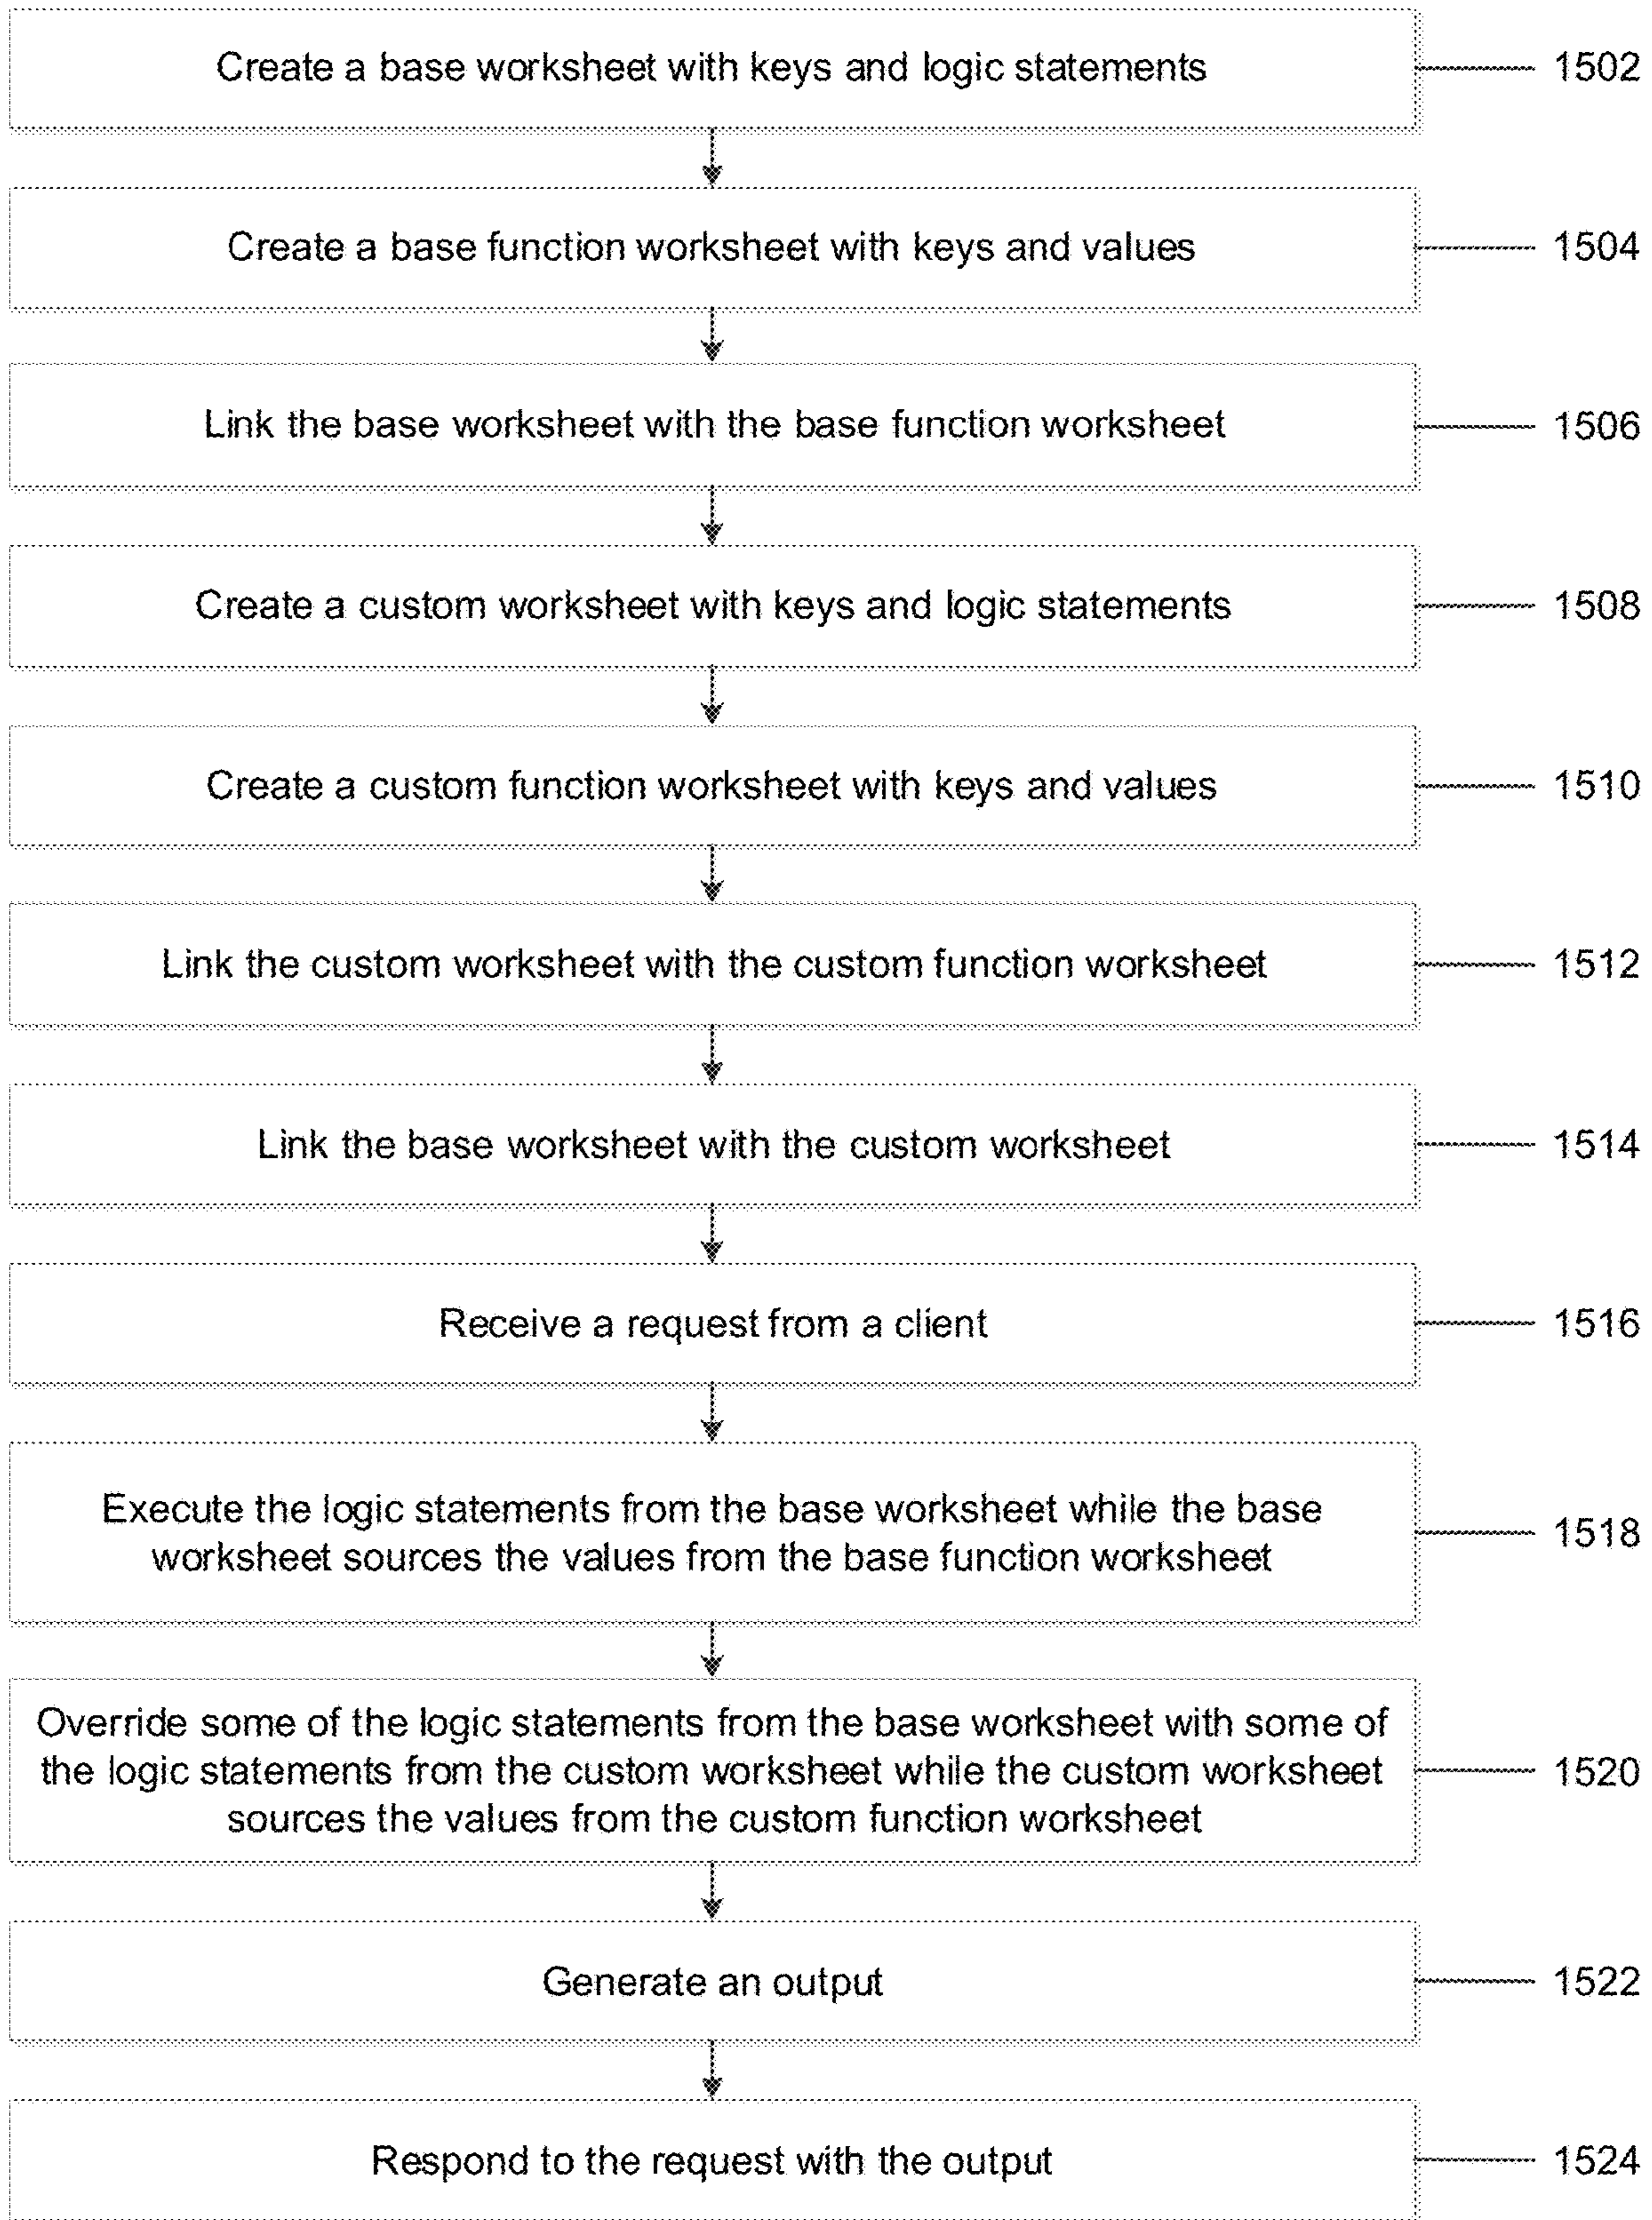 Create a base worksheet with keys and logic statements
1502
Create a base function worksheet with keys and values
1504
Link the base worksheet with the base function worksheet
1506
Create a custom worksheet with keys and logic statements
1508
Create a custom function worksheet with keys and values
1510
Link the custom worksheet with the custom function worksheet
1512
Link the base worksheet with the custom worksheet
1514
Receive a request from a client
1516
Execute the logic statements from the base worksheet while the base
worksheet sources the values from the base function worksheet
1518
Override some of the logic statements from the base worksheet with some of
the logic statements from the custom worksheet while the custom worksheet
sources the values from the custom function worksheet
1520
Generate an output
1522
Respond to the request with the output
1524